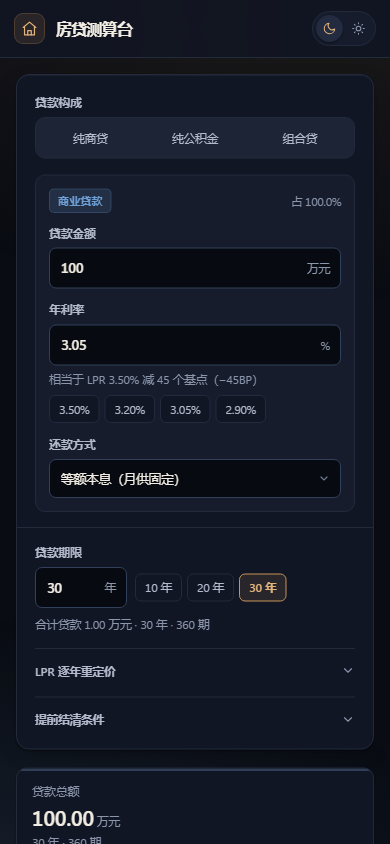 房贷测算台
贷款构成
纯商贷 纯公积金 组合贷
商业贷款 占 100.0%
贷款金额
100 万元
年利率
3.05 %
相当于 LPR 3.50% 减 45 个基点（−45BP）
3.50% 3.20% 3.05% 2.90%
还款方式
等额本息（月供固定）
贷款期限
30 年 10 年 20 年 30 年
合计贷款 1.00 万元 · 30 年 · 360 期
LPR 逐年重定价
提前结清条件
贷款总额
100.00 万元
30 年 · 360 期